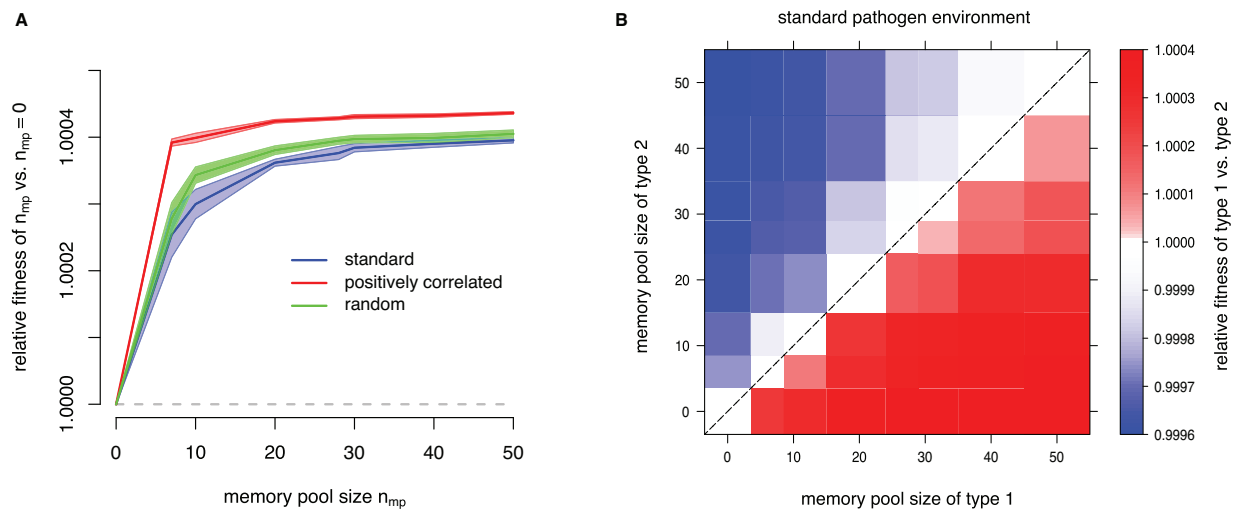 A
relative fitness of nmp vs. nmp = 0
1.0000
1.0002
1.0004
standard
positively correlated
random
0
10
20
30
40
50
memory pool size nmp
B
standard pathogen environment
memory pool size of type 2
50
40
30
20
10
0
0
10
20
30
40
50
memory pool size of type 1
1.0004
1.0003
1.0002
1.0001
1.0000
0.9999
0.9998
0.9997
0.9996
relative fitness of type 1 vs. type 2